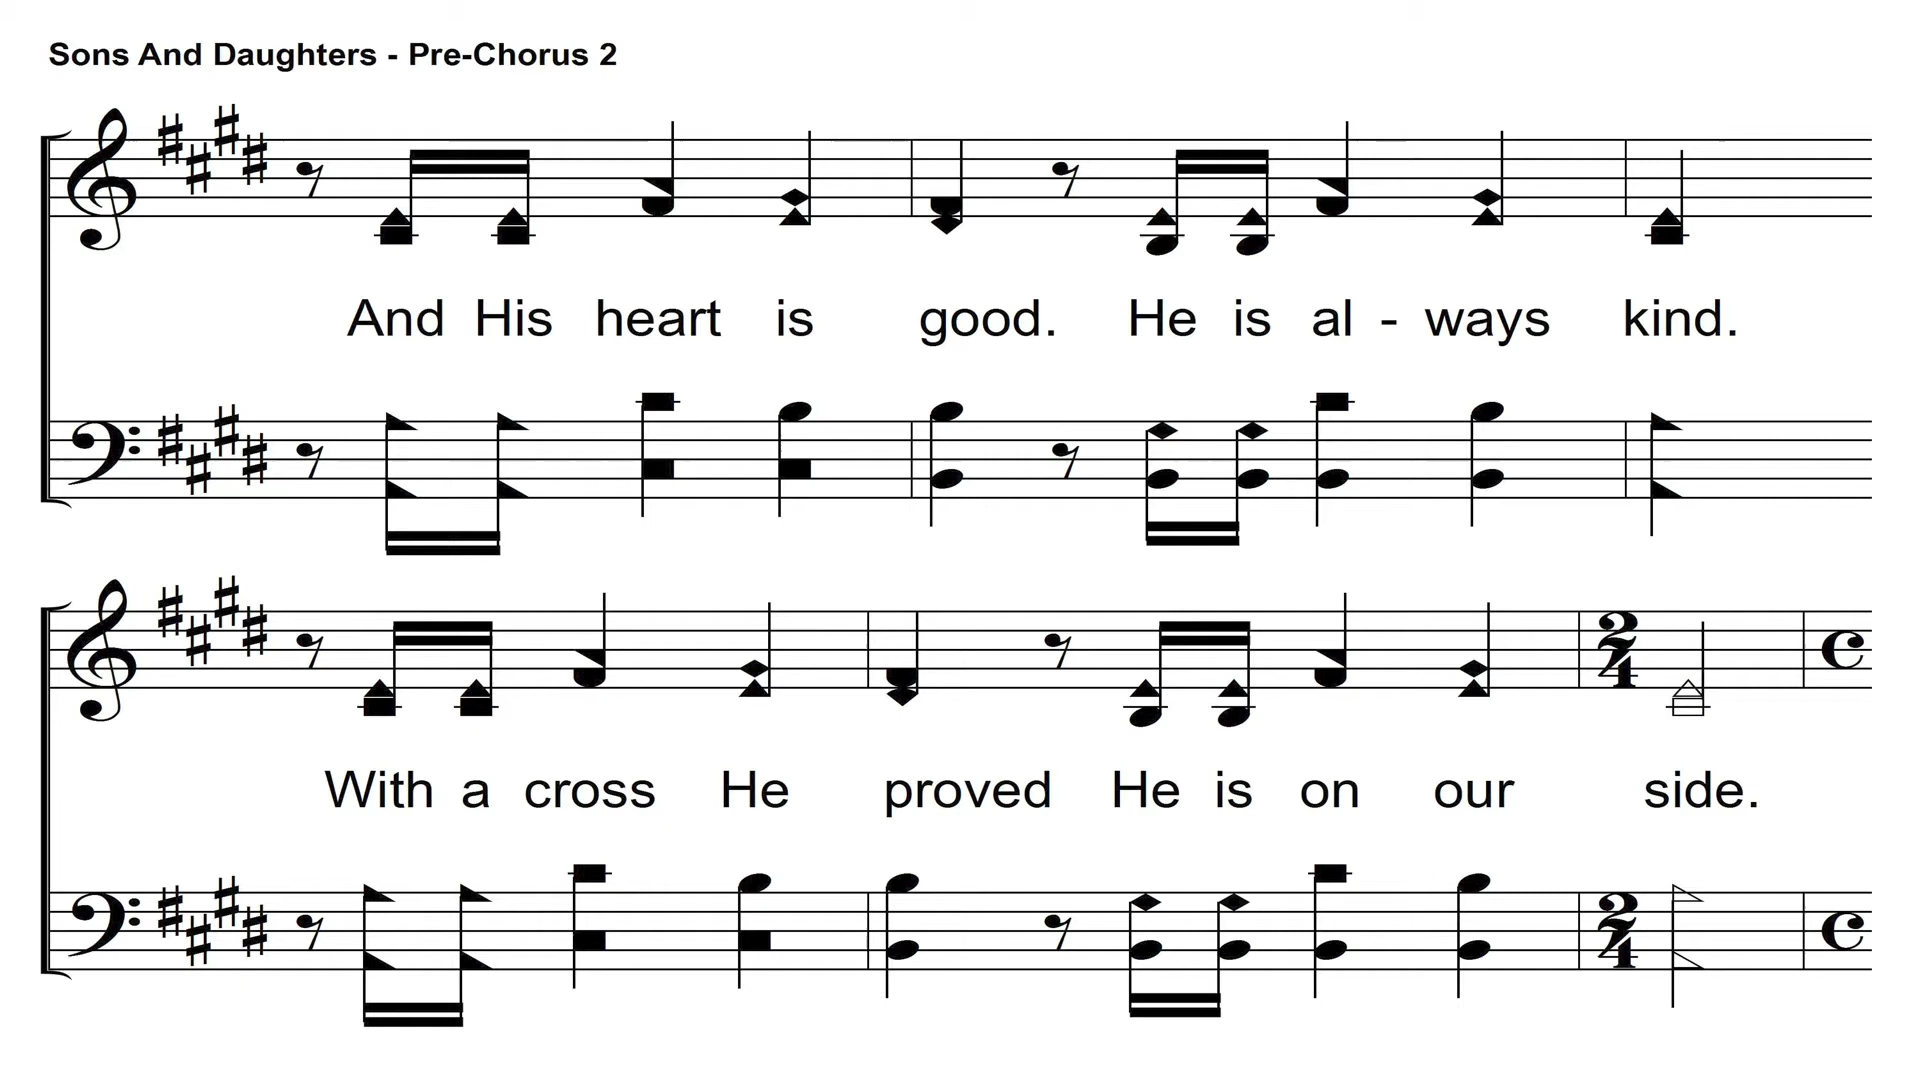 Sons And Daughters - Pre-Chorus 2
And His heart is good. He is al - ways kind.
With a cross He proved He is on our side.